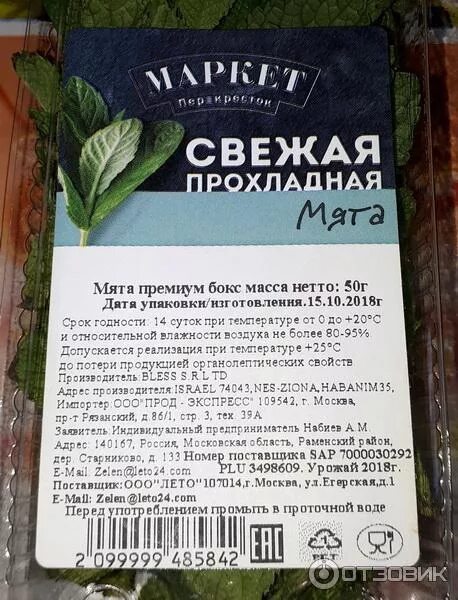 МАРКЕТ
Перекресток
СВЕЖАЯ
ПРОХЛАДНАЯ
Мята
Мята премиум бокс масса нетто: 50г
Дата упаковки/изготовления.15.10.2018г
Срок годности: 14 суток при температуре от 0 до +20°С
и относительной влажности воздуха не более 80-95%.
Допускается реализация при температуре +25°С
до потери продукцией органолептических свойств
Производитель:BLESS S.R.L TD
Адрес производителя:ISRAEL 74043,NES-ZIONA,HABANIM35,
Импортер:ООО"ПРОД - ЭКСПРЕСС" 109542, г. Москва,
пр-т Рязанский, д.86/1, стр. 3, тех. 39А
Заявитель:Индивидуальный предприниматель Набиев А.М.
Адрес: 140167, Россия, Московская область, Раменский район,
дер. Старниково, д. 133 Номер поставщика SAP 7000030292
E-Mail: Zelen@leto24.com PLU 3498609. Урожай 2018г.
Поставщик:ООО"ЛЕТО"107014,г.Москва, ул.Егерская,д.1
E-Mail: Zelen@leto24.com
Перед употреблением промыть в проточной воде
2 099999 485842
EAC
PET
ОТЗОВИК